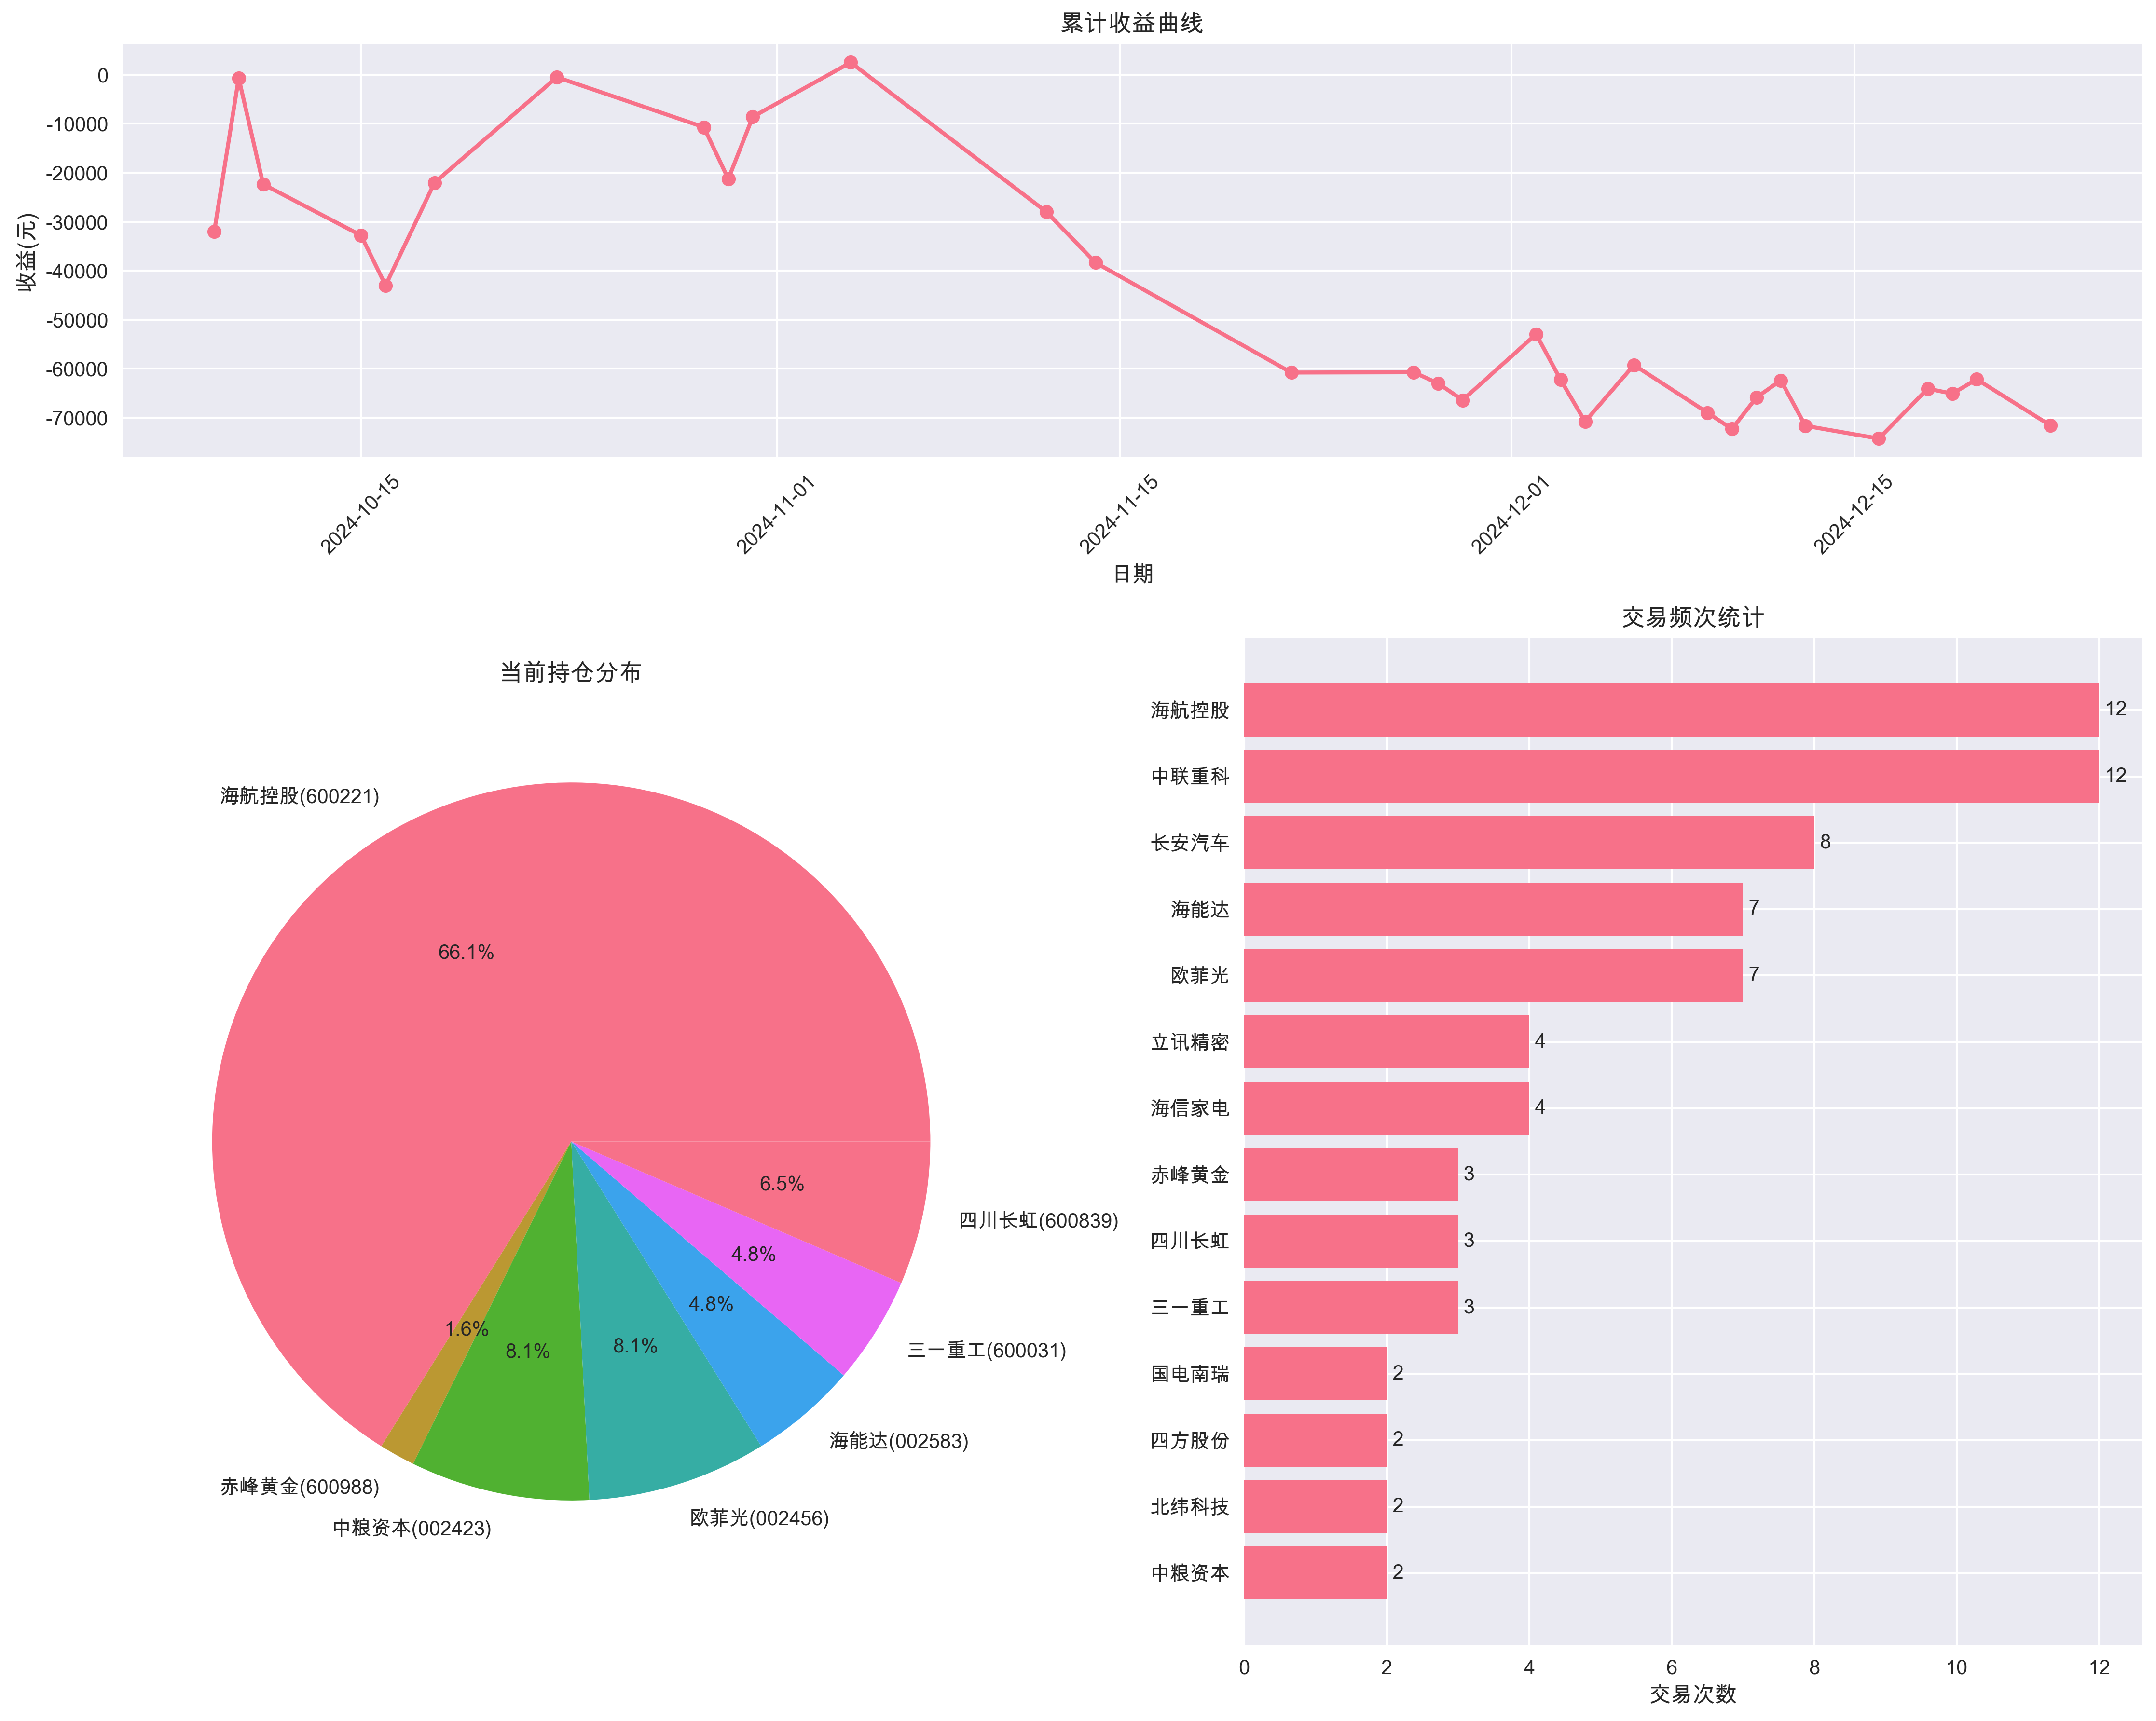 累计收益曲线
收益(元)
0
-10000
-20000
-30000
-40000
-50000
-60000
-70000
2024-10-15
2024-11-01
2024-11-15
2024-12-01
2024-12-15
日期
当前持仓分布
海航控股(600221)
66.1%
赤峰黄金(600988)
1.6%
中粮资本(002423)
8.1%
欧菲光(002456)
8.1%
海能达(002583)
4.8%
三一重工(600031)
4.8%
四川长虹(600839)
6.5%
交易频次统计
海航控股 12
中联重科 12
长安汽车 8
海能达 7
欧菲光 7
立讯精密 4
海信家电 4
赤峰黄金 3
四川长虹 3
三一重工 3
国电南瑞 2
四方股份 2
北纬科技 2
中粮资本 2
0 2 4 6 8 10 12
交易次数